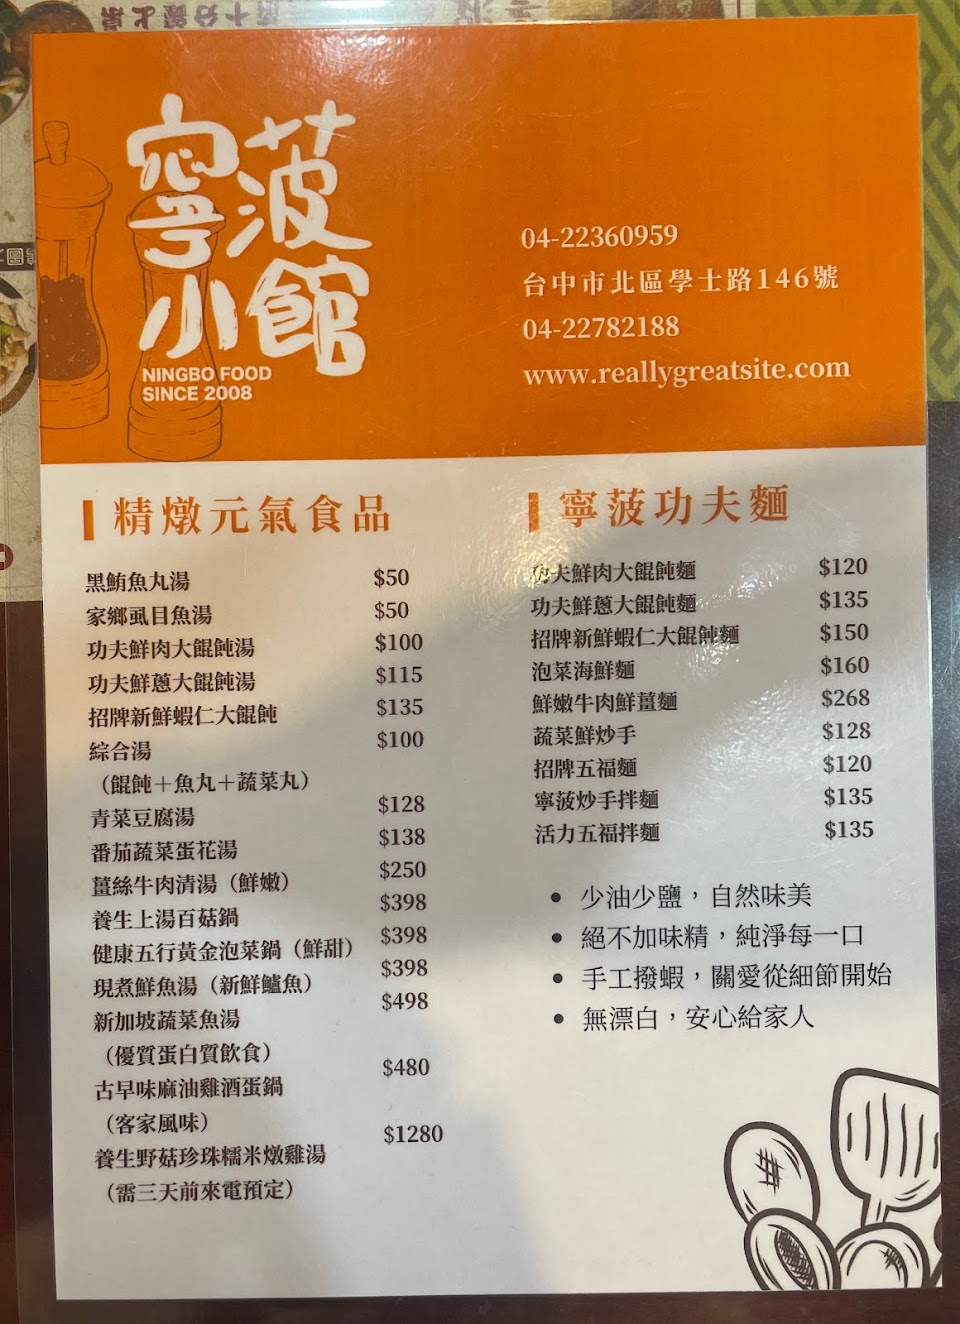 寧菠
小館
NINGBO FOOD
SINCE 2008
04-22360959
台中市北區學士路146號
04-22782188
www.reallygreatsite.com
精燉元氣食品
黑鮪魚丸湯 $50
家鄉虱目魚湯 $50
功夫鮮肉大餛飩湯 $100
功夫鮮蔥大餛飩湯 $115
招牌新鮮蝦仁大餛飩 $135
綜合湯 $100
（餛飩＋魚丸＋蔬菜丸）
青菜豆腐湯 $128
番茄蔬菜蛋花湯 $138
薑絲牛肉清湯（鮮嫩） $250
養生上湯百菇鍋 $398
健康五行黃金泡菜鍋（鮮甜） $398
現煮鮮魚湯（新鮮鱸魚） $398
新加坡蔬菜魚湯 $498
（優質蛋白質飲食）
古早味麻油雞酒蛋鍋 $480
（客家風味）
養生野菇珍珠糯米燉雞湯 $1280
（需三天前來電預定）
寧菠功夫麵
功夫鮮肉大餛飩麵 $120
功夫鮮蔥大餛飩麵 $135
招牌新鮮蝦仁大餛飩麵 $150
泡菜海鮮麵 $160
鮮嫩牛肉鮮薑麵 $268
蔬菜鮮炒手 $128
招牌五福麵 $120
寧菠炒手拌麵 $135
活力五福拌麵 $135
• 少油少鹽，自然味美
• 絕不加味精，純淨每一口
• 手工撥蝦，關愛從細節開始
• 無漂白，安心給家人